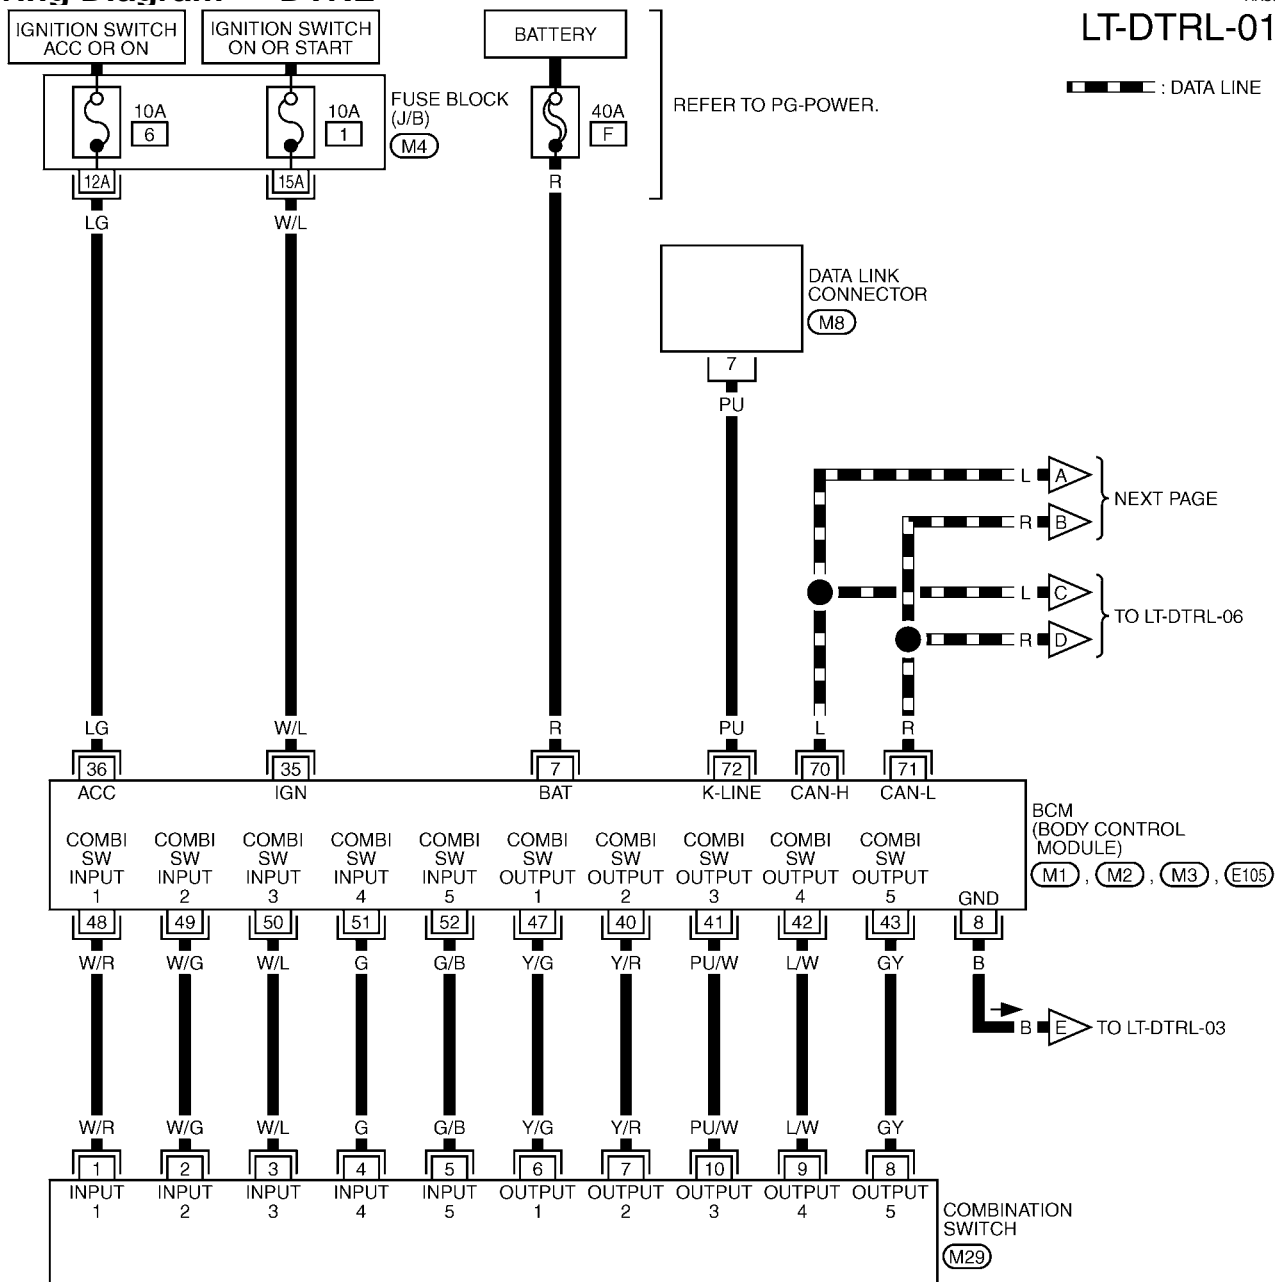 LT-DTRL-01
IGNITION SWITCH
ACC OR ON
IGNITION SWITCH
ON OR START
BATTERY
: DATA LINE
10A
6
10A
1
FUSE BLOCK
(J/B)
M4
40A
F
REFER TO PG-POWER.
12A
15A
R
LG
W/L
DATA LINK
CONNECTOR
M8
7
PU
L A
R B
NEXT PAGE
L C
R D
TO LT-DTRL-06
LG
W/L
R
PU
L
R
36
35
7
72
70
71
ACC
IGN
BAT
K-LINE
CAN-H
CAN-L
BCM
(BODY CONTROL
MODULE)
M1 , M2 , M3 , E105
COMBI
SW
INPUT
1
COMBI
SW
INPUT
2
COMBI
SW
INPUT
3
COMBI
SW
INPUT
4
COMBI
SW
INPUT
5
COMBI
SW
OUTPUT
1
COMBI
SW
OUTPUT
2
COMBI
SW
OUTPUT
3
COMBI
SW
OUTPUT
4
COMBI
SW
OUTPUT
5
GND
48
49
50
51
52
47
40
41
42
43
8
W/R
W/G
W/L
G
G/B
Y/G
Y/R
PU/W
L/W
GY
B
B E TO LT-DTRL-03
W/R
W/G
W/L
G
G/B
Y/G
Y/R
PU/W
L/W
GY
1
2
3
4
5
6
7
10
9
8
INPUT
1
INPUT
2
INPUT
3
INPUT
4
INPUT
5
OUTPUT
1
OUTPUT
2
OUTPUT
3
OUTPUT
4
OUTPUT
5
COMBINATION
SWITCH
M29